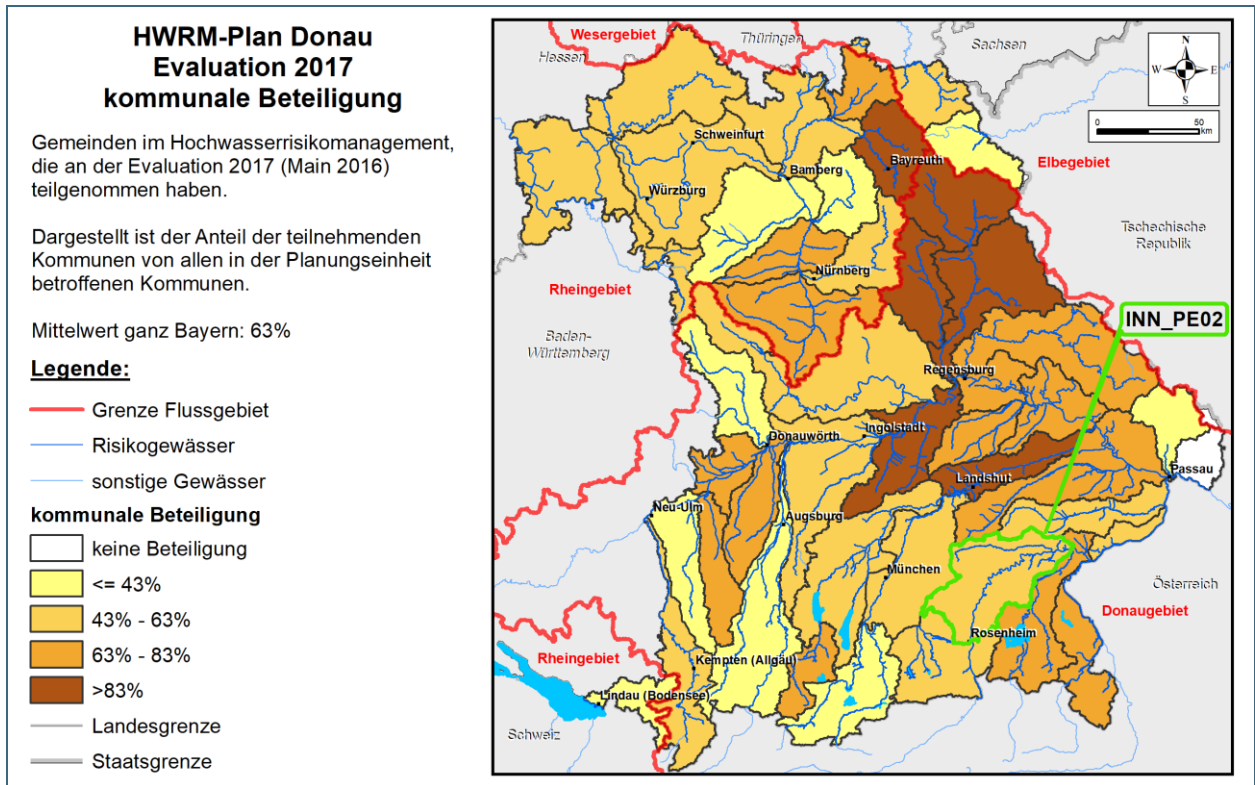 HWRM-Plan Donau
Evaluation 2017
kommunale Beteiligung
Gemeinden im Hochwasserrisikomanagement,
die an der Evaluation 2017 (Main 2016)
teilgenommen haben.
Dargestellt ist der Anteil der teilnehmenden
Kommunen von allen in der Planungseinheit
betroffenen Kommunen.
Mittelwert ganz Bayern: 63%
Legende:
Grenze Flussgebiet
Risikogewässer
sonstige Gewässer
kommunale Beteiligung
keine Beteiligung
<= 43%
43% - 63%
63% - 83%
>83%
Landesgrenze
Staatsgrenze
Wesergebiet
Thüringen
Sachsen
Hessen
N
W
E
S
0
50
km
Schweinfurt
Bayreuth
Elbegebiet
Bamberg
Würzburg
Tschechische
Republik
Nürnberg
Rheingebiet
INN_PE02
Baden-
Württemberg
Regensburg
Ingolstadt
Donauwörth
Passau
Landshut
Neu-Ulm
Augsburg
München
Österreich
Donaugebiet
Rosenheim
Rheingebiet
Kempten (Allgäu)
Lindau (Bodensee)
Schweiz